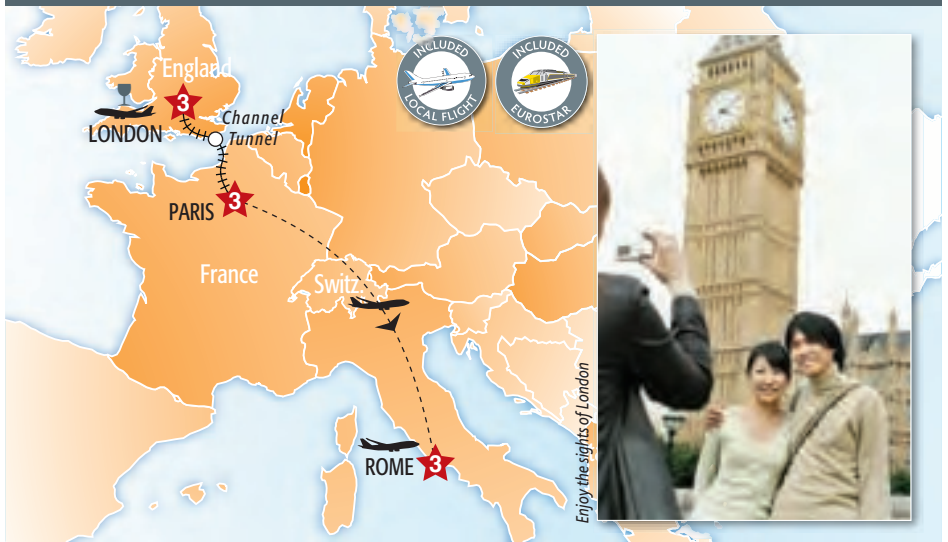 England
3
LONDON
Channel
Tunnel
PARIS
3
France
Switz.
ROME
3
INCLUDED
LOCAL FLIGHT
INCLUDED
EUROSTAR
Enjoy the sights of London